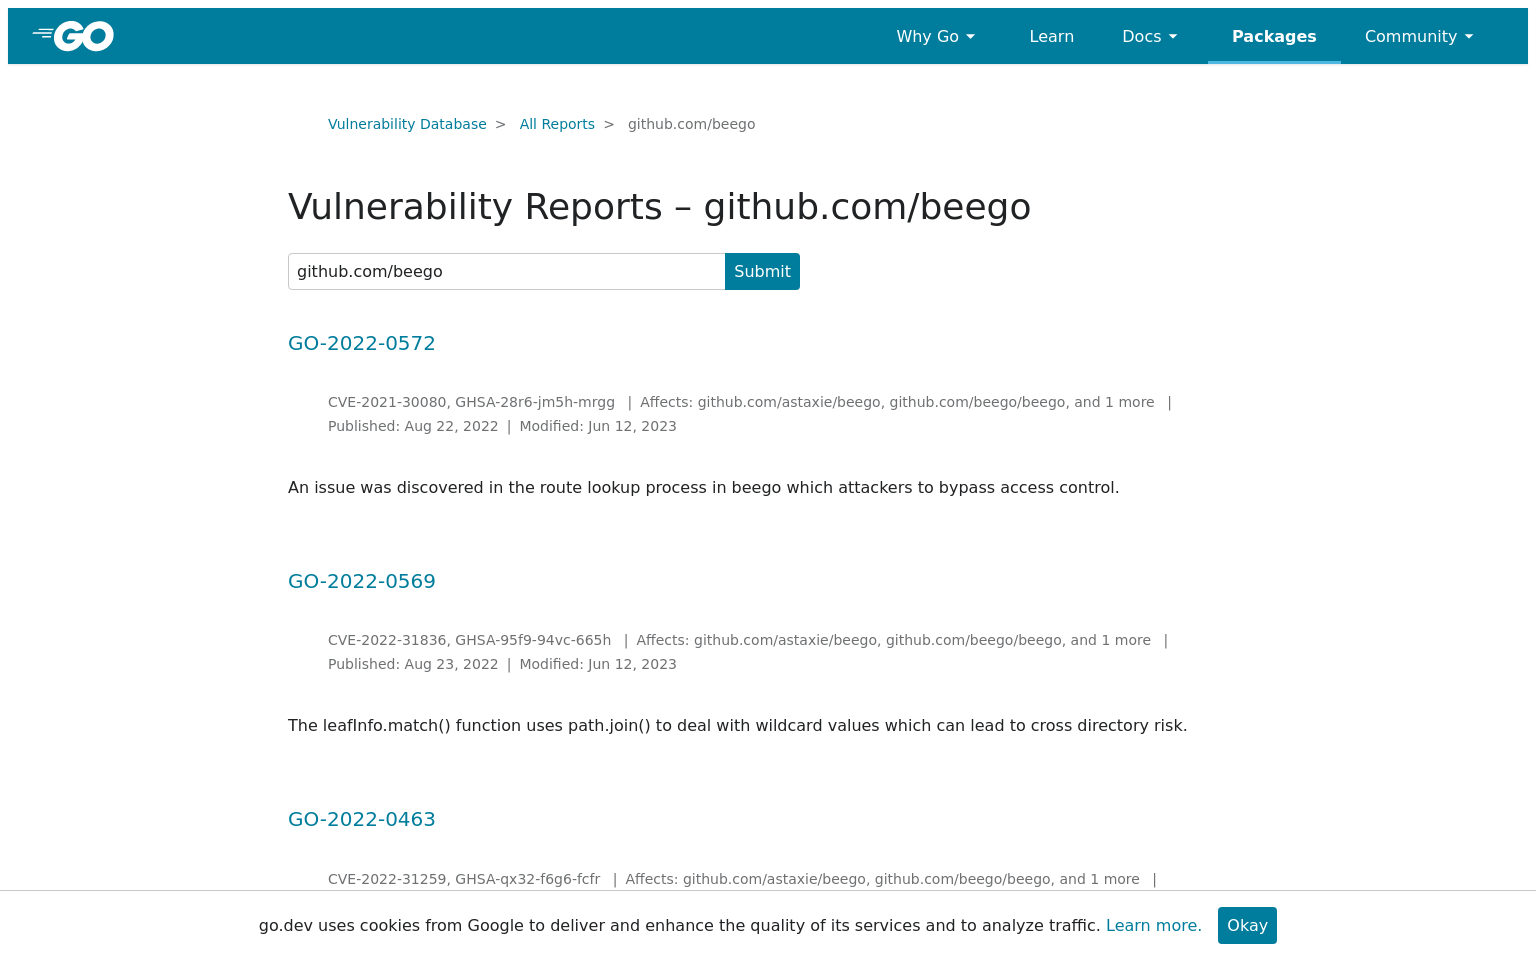 GO
Why Go
Learn
Docs
Packages
Community
Vulnerability Database > All Reports > github.com/beego
Vulnerability Reports – github.com/beego
github.com/beego
Submit
GO-2022-0572
CVE-2021-30080, GHSA-28r6-jm5h-mrgg | Affects: github.com/astaxie/beego, github.com/beego/beego, and 1 more |
Published: Aug 22, 2022 | Modified: Jun 12, 2023
An issue was discovered in the route lookup process in beego which attackers to bypass access control.
GO-2022-0569
CVE-2022-31836, GHSA-95f9-94vc-665h | Affects: github.com/astaxie/beego, github.com/beego/beego, and 1 more |
Published: Aug 23, 2022 | Modified: Jun 12, 2023
The leafInfo.match() function uses path.join() to deal with wildcard values which can lead to cross directory risk.
GO-2022-0463
CVE-2022-31259, GHSA-qx32-f6g6-fcfr | Affects: github.com/astaxie/beego, github.com/beego/beego, and 1 more |
go.dev uses cookies from Google to deliver and enhance the quality of its services and to analyze traffic. Learn more.
Okay